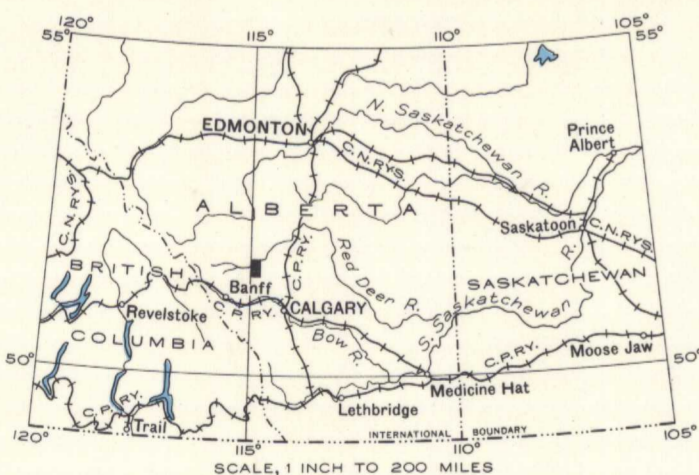 120° 115° 110° 105°
55° 55°
EDMONTON
N. Saskatchewan R.
Prince
Albert
C.N.RYS.
C.N.RYS.
ALBERTA
Saskatoon
C.N.RYS.
C.P.RY.
Red Deer R.
R.
BRITISH
Banff
SASKATCHEWAN
C.P.RY.
CALGARY
S. Saskatchewan
Revelstoke
COLUMBIA
Bow R.
C.P.RY.
Moose Jaw
50° 50°
Medicine Hat
C.P.RY.
Lethbridge
Trail
INTERNATIONAL BOUNDARY
120° 115° 110° 105°
SCALE, 1 INCH TO 200 MILES